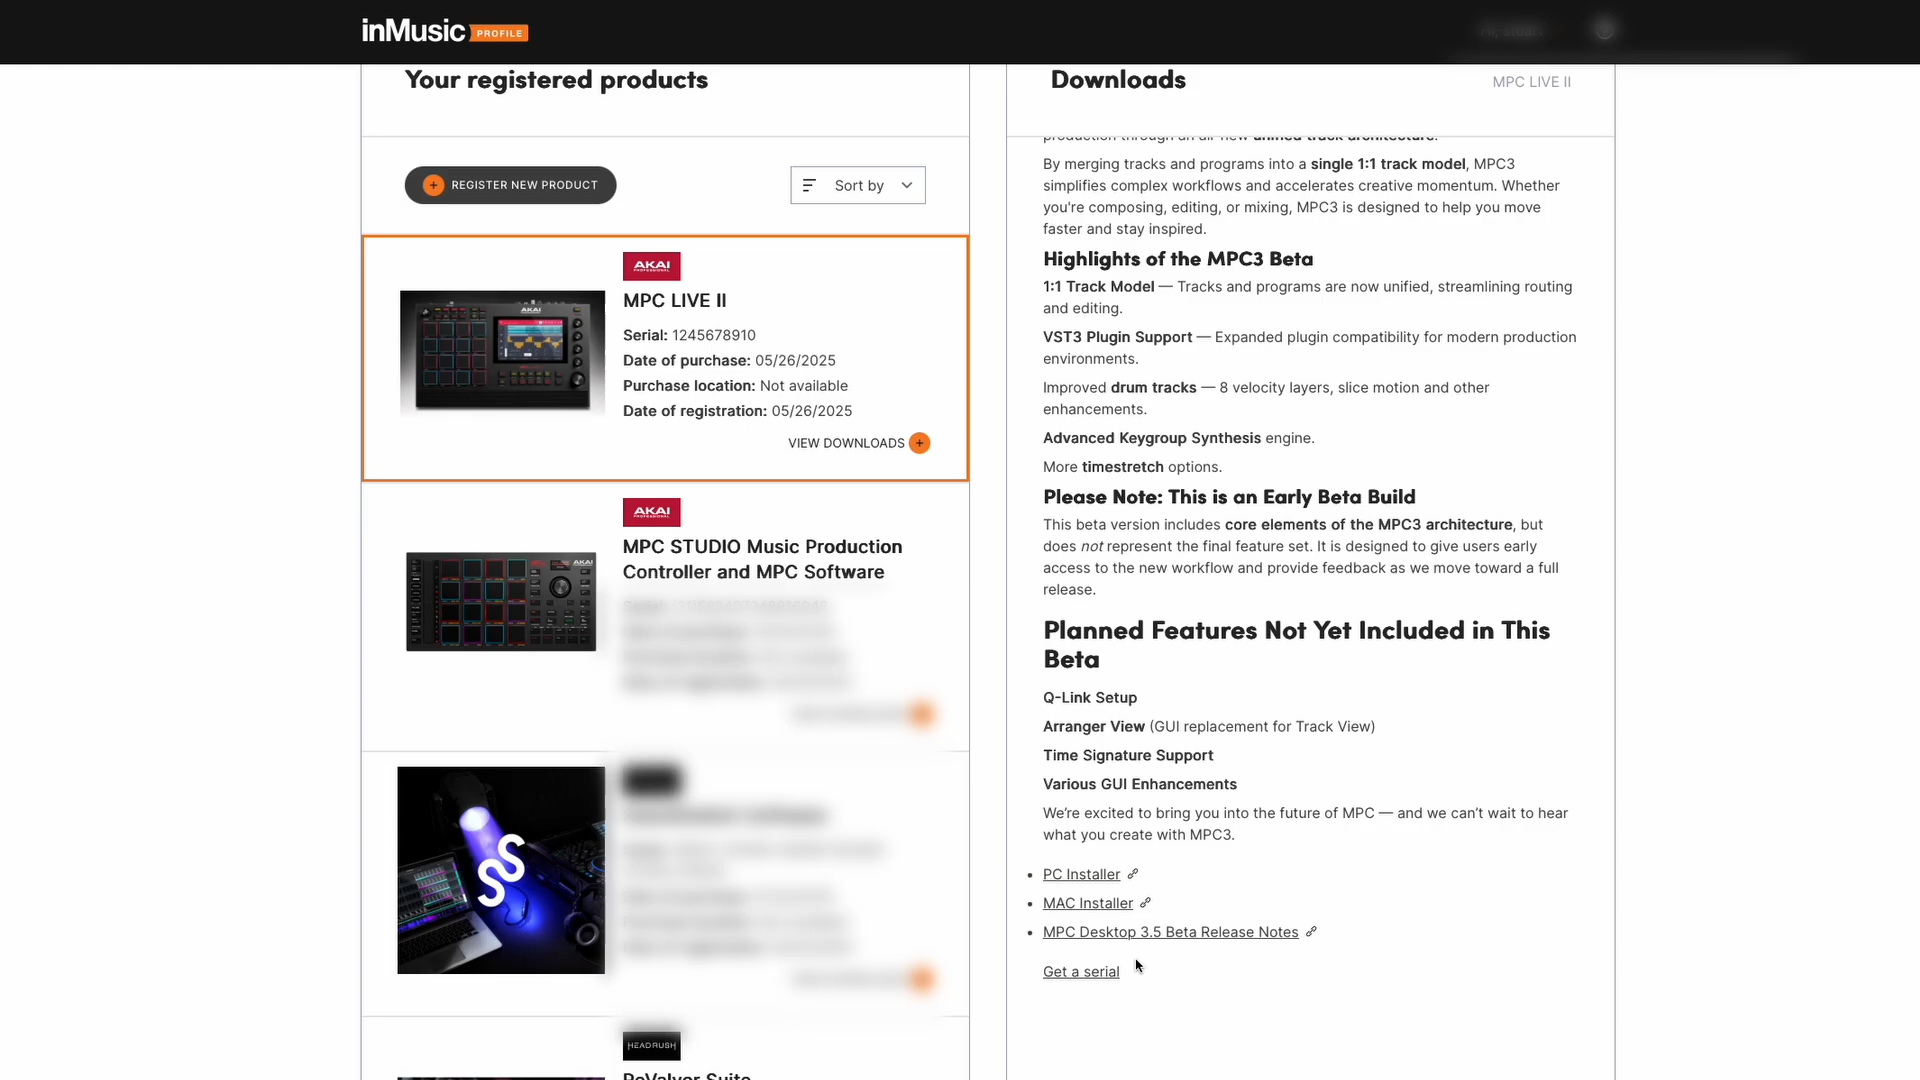 inMusic PROFILE
Your registered products
REGISTER NEW PRODUCT
Sort by
AKAI
PROFESSIONAL
MPC LIVE II
Serial: 1245678910
Date of purchase: 05/26/2025
Purchase location: Not available
Date of registration: 05/26/2025
VIEW DOWNLOADS
AKAI
PROFESSIONAL
MPC STUDIO Music Production
Controller and MPC Software
HEADRUSH
ReValver Suite
Downloads
MPC LIVE II
production through an all-new unified track architecture.
By merging tracks and programs into a single 1:1 track model, MPC3
simplifies complex workflows and accelerates creative momentum. Whether
you're composing, editing, or mixing, MPC3 is designed to help you move
faster and stay inspired.
Highlights of the MPC3 Beta
1:1 Track Model — Tracks and programs are now unified, streamlining routing
and editing.
VST3 Plugin Support — Expanded plugin compatibility for modern production
environments.
Improved drum tracks — 8 velocity layers, slice motion and other
enhancements.
Advanced Keygroup Synthesis engine.
More timestretch options.
Please Note: This is an Early Beta Build
This beta version includes core elements of the MPC3 architecture, but
does not represent the final feature set. It is designed to give users early
access to the new workflow and provide feedback as we move toward a full
release.
Planned Features Not Yet Included in This
Beta
Q-Link Setup
Arranger View (GUI replacement for Track View)
Time Signature Support
Various GUI Enhancements
We’re excited to bring you into the future of MPC — and we can’t wait to hear
what you create with MPC3.
• PC Installer
• MAC Installer
• MPC Desktop 3.5 Beta Release Notes
Get a serial